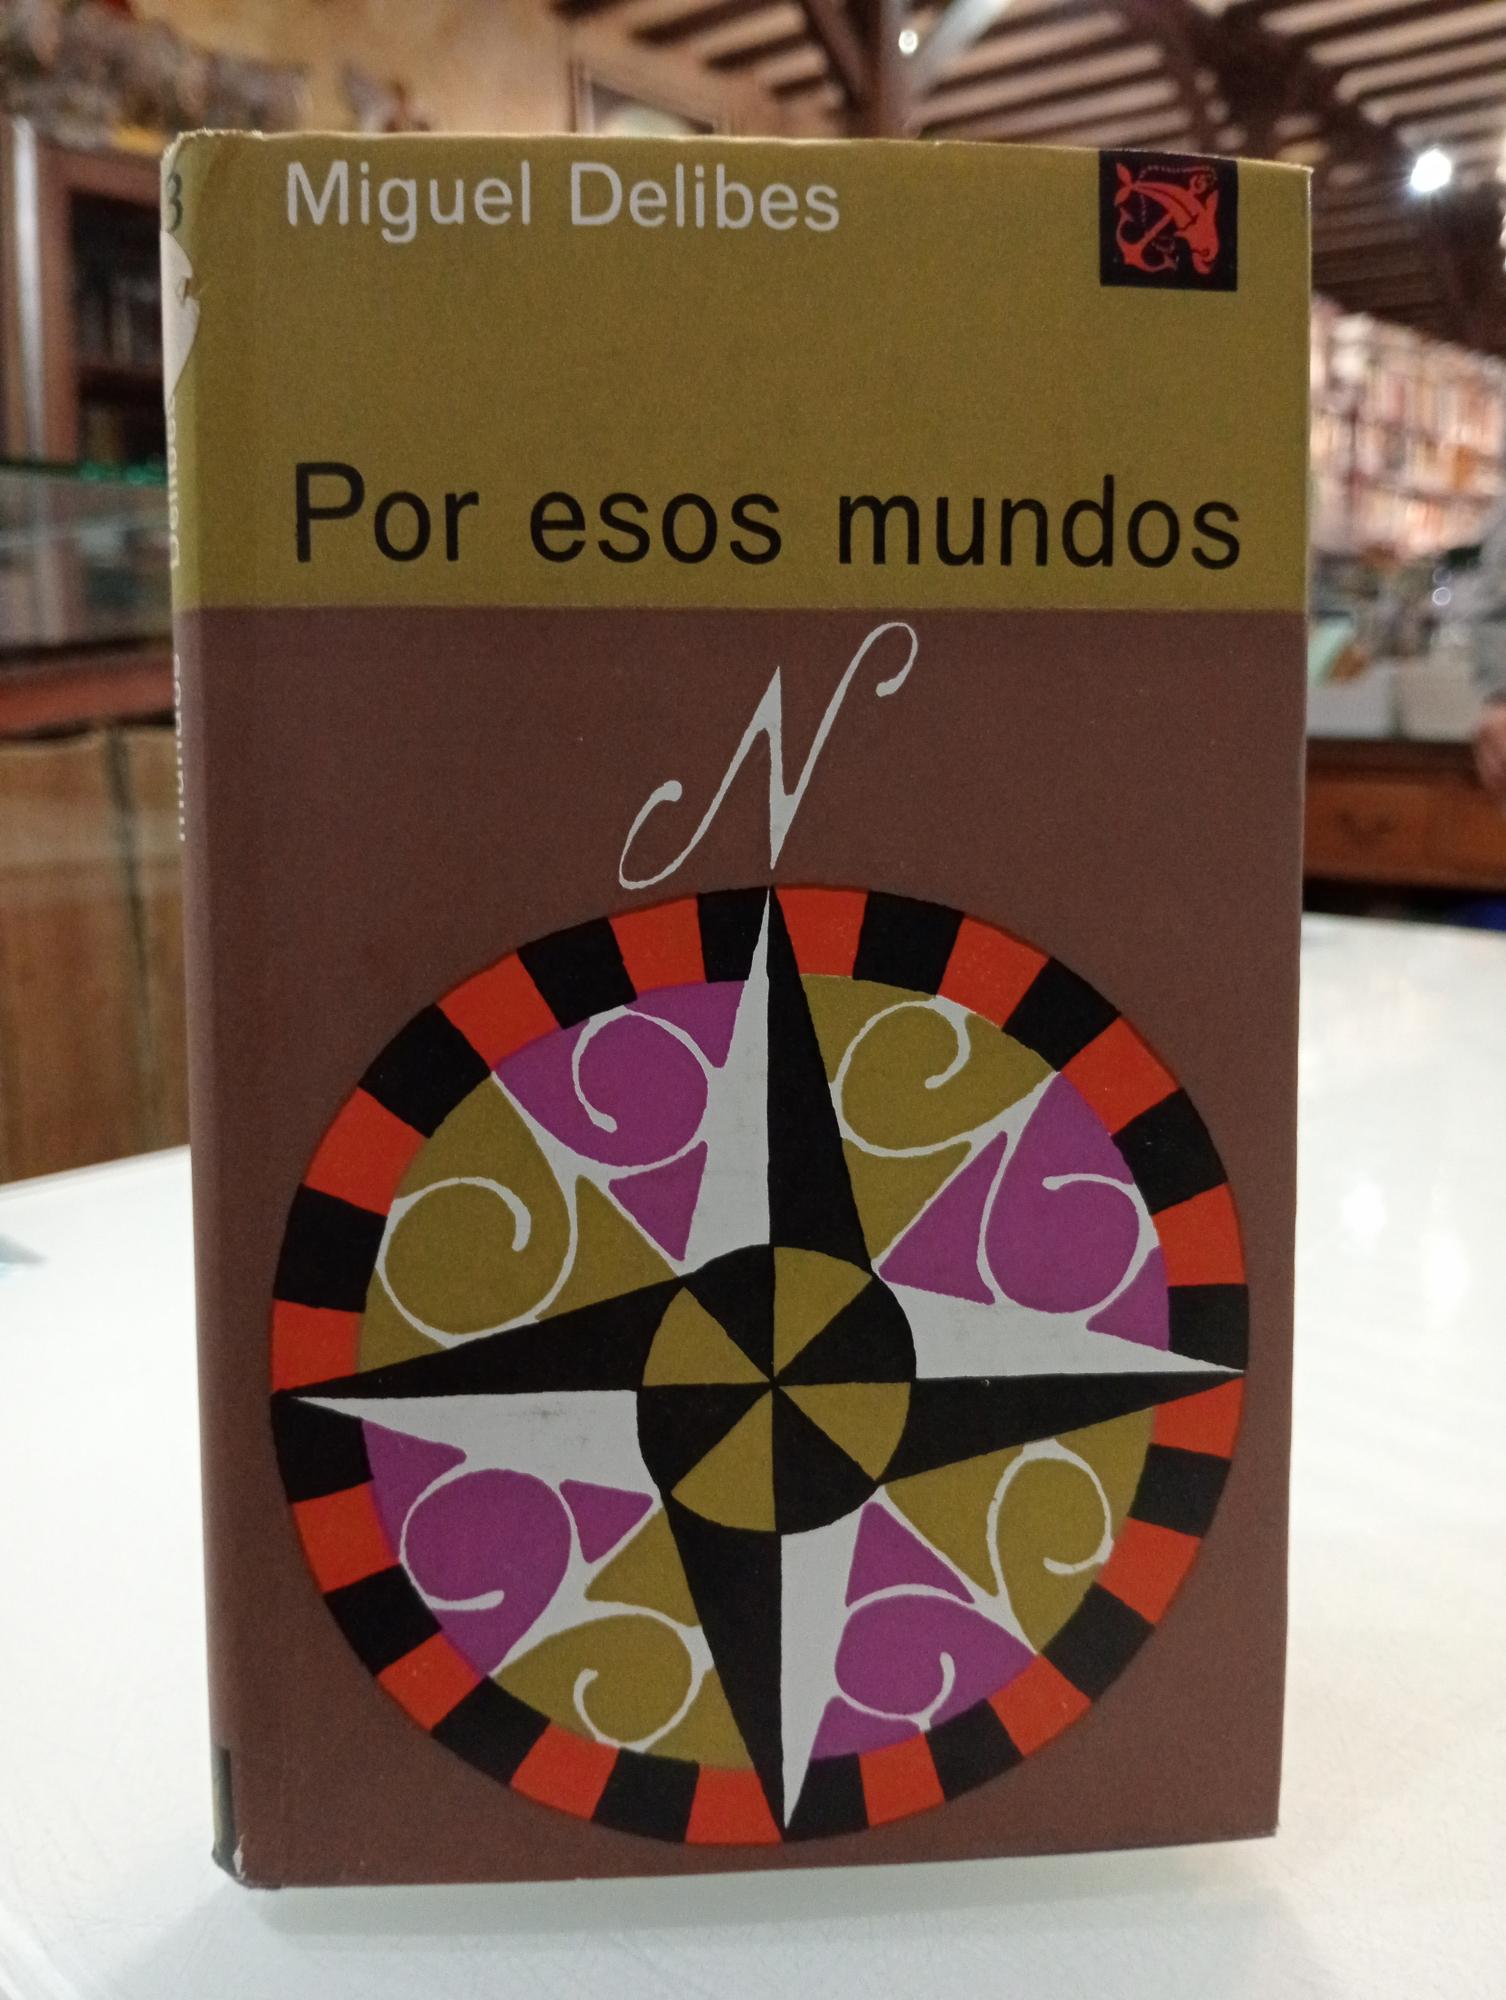 Miguel Delibes
Por esos mundos
N